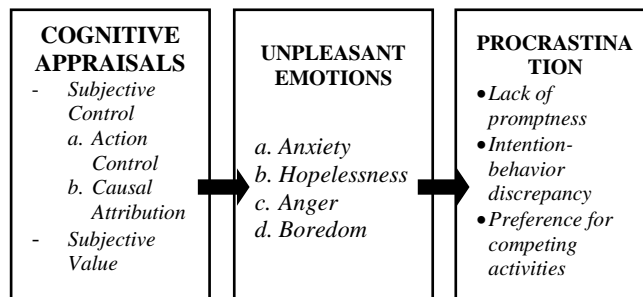 COGNITIVE
APPRAISALS
- Subjective
Control
a. Action
Control
b. Causal
Attribution
- Subjective
Value
UNPLEASANT
EMOTIONS
a. Anxiety
b. Hopelessness
c. Anger
d. Boredom
PROCRASTINA
TION
•Lack of
promptness
•Intention-
behavior
discrepancy
•Preference for
competing
activities